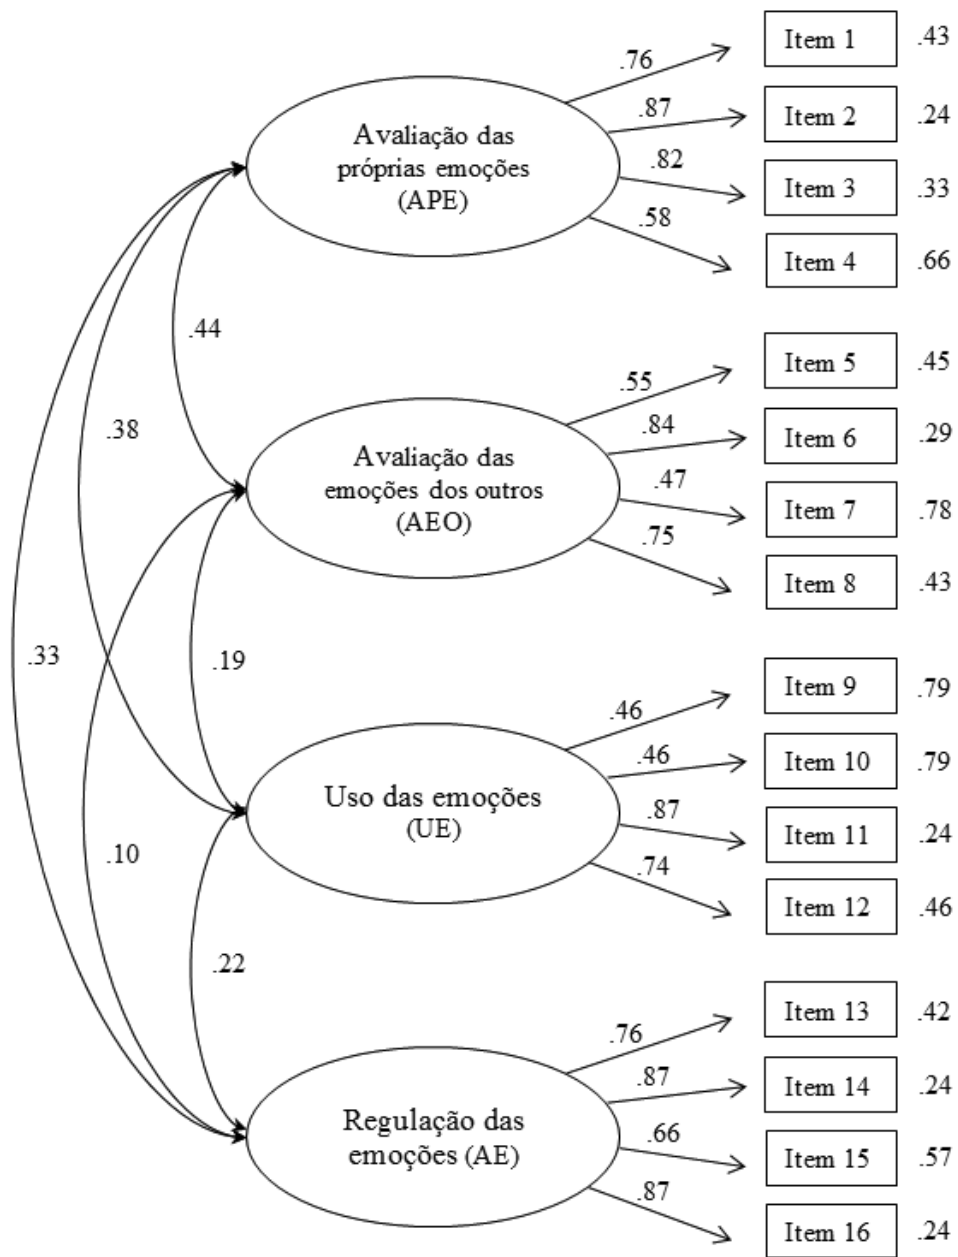 .76
Item 1 .43
.87
Item 2 .24
.82
Item 3 .33
.58
Item 4 .66
Avaliação das
próprias emoções
(APE)
.44
.38
.33
.55
Item 5 .45
.84
Item 6 .29
.47
Item 7 .78
.75
Item 8 .43
Avaliação das
emoções dos outros
(AEO)
.19
.10
.46
Item 9 .79
.46
Item 10 .79
.87
Item 11 .24
.74
Item 12 .46
Uso das emoções
(UE)
.22
.76
Item 13 .42
.87
Item 14 .24
.66
Item 15 .57
.87
Item 16 .24
Regulação das
emoções (AE)